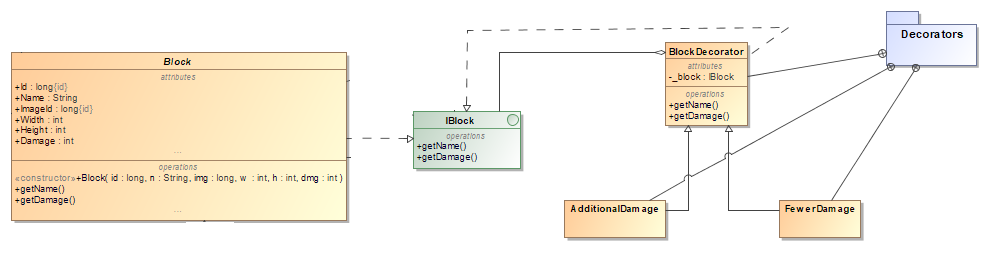 Block
attributes
+Id : long{id}
+Name : String
+ImageId : long{id}
+Width : int
+Height : int
+Damage : int
...
operations
«constructor»+Block( id : long, n : String, img : long, w : int, h : int, dmg : int )
+getName()
+getDamage()
...
IBlock
operations
+getName()
+getDamage()
BlockDecorator
attributes
-_block : IBlock
operations
+getName()
+getDamage()
Decorators
AdditionalDamage
FewerDamage